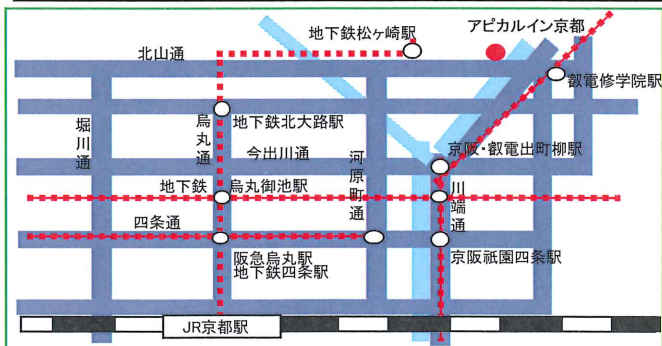 地下鉄松ヶ崎駅
アピカルイン京都
北山通
叡電修学院駅
堀川通
烏丸通
地下鉄北大路駅
今出川通
河原町通
京阪・叡電出町柳駅
地下鉄
烏丸御池駅
川端通
四条通
阪急烏丸駅
地下鉄四条駅
京阪祇園四条駅
JR京都駅